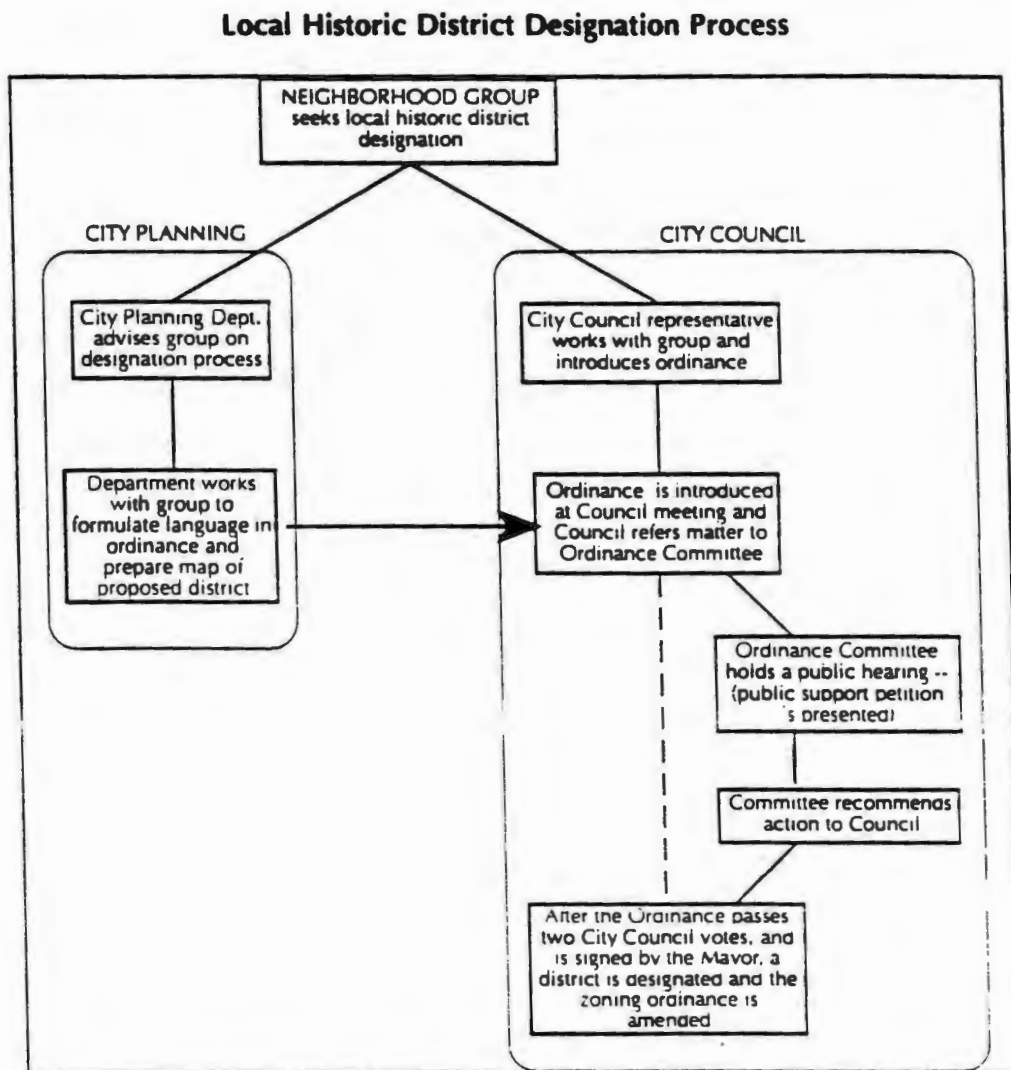 Local Historic District Designation Process
NEIGHBORHOOD GROUP
seeks local historic district
designation
CITY PLANNING
City Planning Dept.
advises group on
designation process
Department works
with group to
formulate language in
ordinance and
prepare map of
proposed district
CITY COUNCIL
City Council representative
works with group and
introduces ordinance
Ordinance is introduced
at Council meeting and
Council refers matter to
Ordinance Committee
Ordinance Committee
holds a public hearing --
(public support petition
is presented)
Committee recommends
action to Council
After the Ordinance passes
two City Council votes, and
is signed by the Mayor, a
district is designated and the
zoning ordinance is
amended